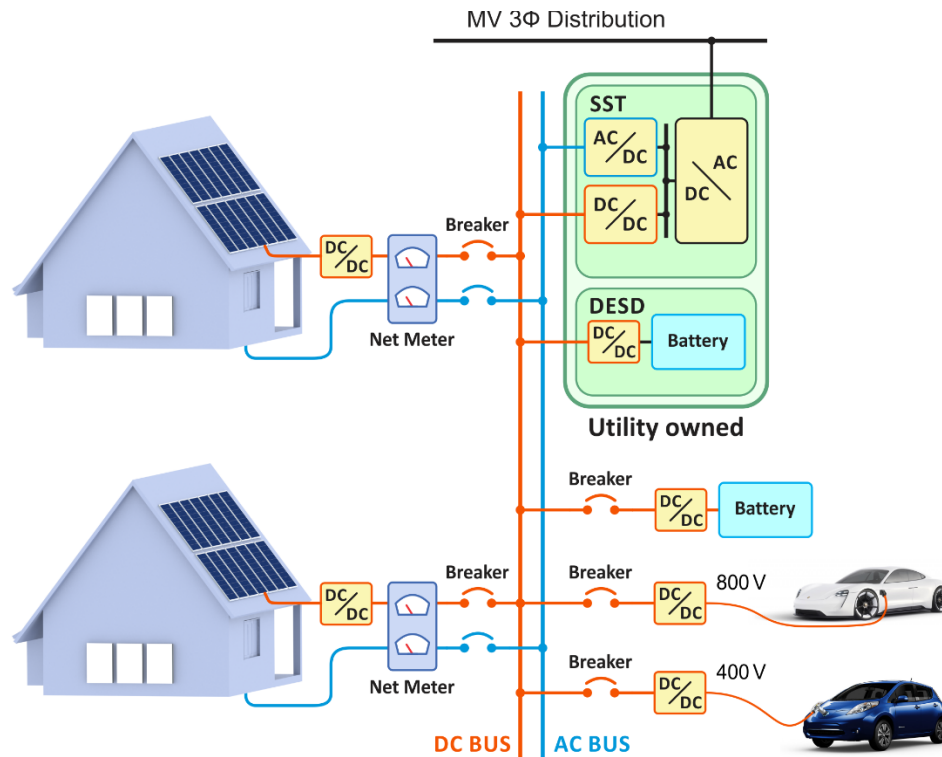 MV 3Φ Distribution
SST
AC
DC
DC
DC
AC
DC
Breaker
DC
DC
Net Meter
DESD
DC
DC
Battery
Utility owned
Breaker
DC
DC
Battery
Breaker
DC
DC
Net Meter
Breaker
DC
DC
800 V
Breaker
DC
DC
400 V
DC BUS
AC BUS